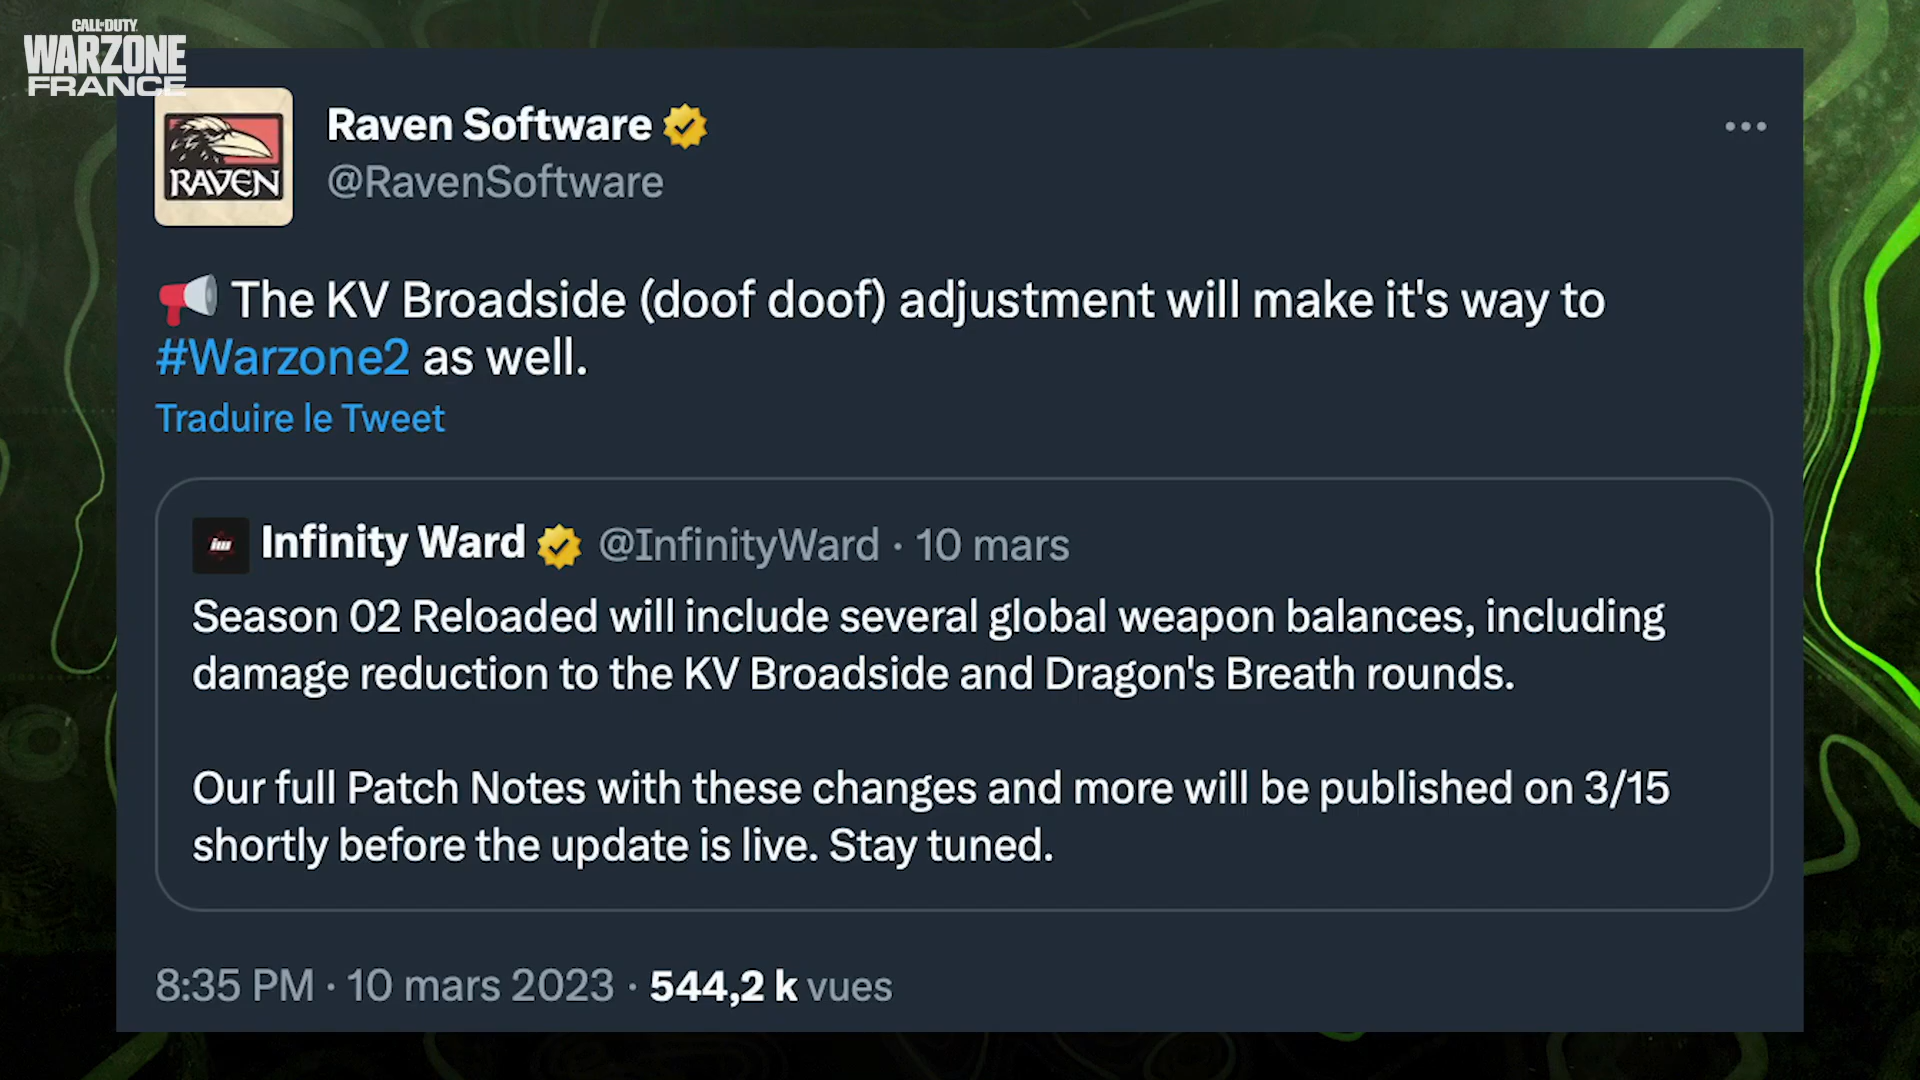 CALL OF DUTY
WARZONE
FRANCE
RAVEN
Raven Software
@RavenSoftware
📢 The KV Broadside (doof doof) adjustment will make it's way to
#Warzone2 as well.
Traduire le Tweet
iw
Infinity Ward @InfinityWard · 10 mars
Season 02 Reloaded will include several global weapon balances, including
damage reduction to the KV Broadside and Dragon's Breath rounds.
Our full Patch Notes with these changes and more will be published on 3/15
shortly before the update is live. Stay tuned.
8:35 PM · 10 mars 2023 · 544,2 k vues